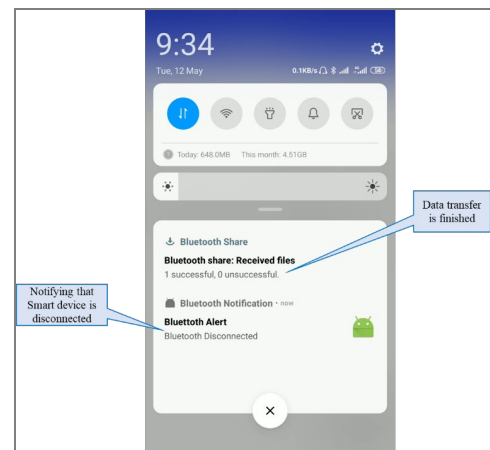 9:34
Tue, 12 May
0.1KB/s
Today: 648.0MB This month: 4.51GB
Data transfer
is finished
Bluetooth Share
Bluetooth share: Received files
1 successful, 0 unsuccessful.
Notifying that
Smart device is
disconnected
Bluetooth Notification • now
Bluettoth Alert
Bluetooth Disconnected